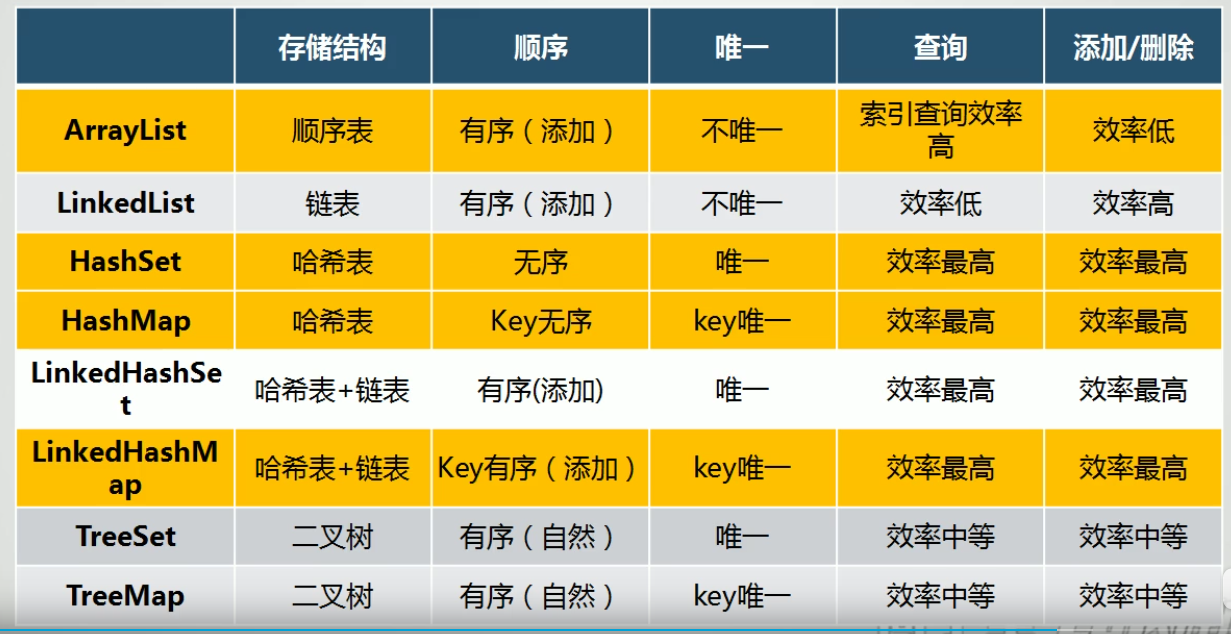 存储结构 顺序 唯一 查询 添加/删除
ArrayList 顺序表 有序（添加） 不唯一 索引查询效率
高 效率低
LinkedList 链表 有序（添加） 不唯一 效率低 效率高
HashSet 哈希表 无序 唯一 效率最高 效率最高
HashMap 哈希表 Key无序 key唯一 效率最高 效率最高
LinkedHashSe
t 哈希表+链表 有序(添加) 唯一 效率最高 效率最高
LinkedHashM
ap 哈希表+链表 Key有序（添加） key唯一 效率最高 效率最高
TreeSet 二叉树 有序（自然） 唯一 效率中等 效率中等
TreeMap 二叉树 有序（自然） key唯一 效率中等 效率中等